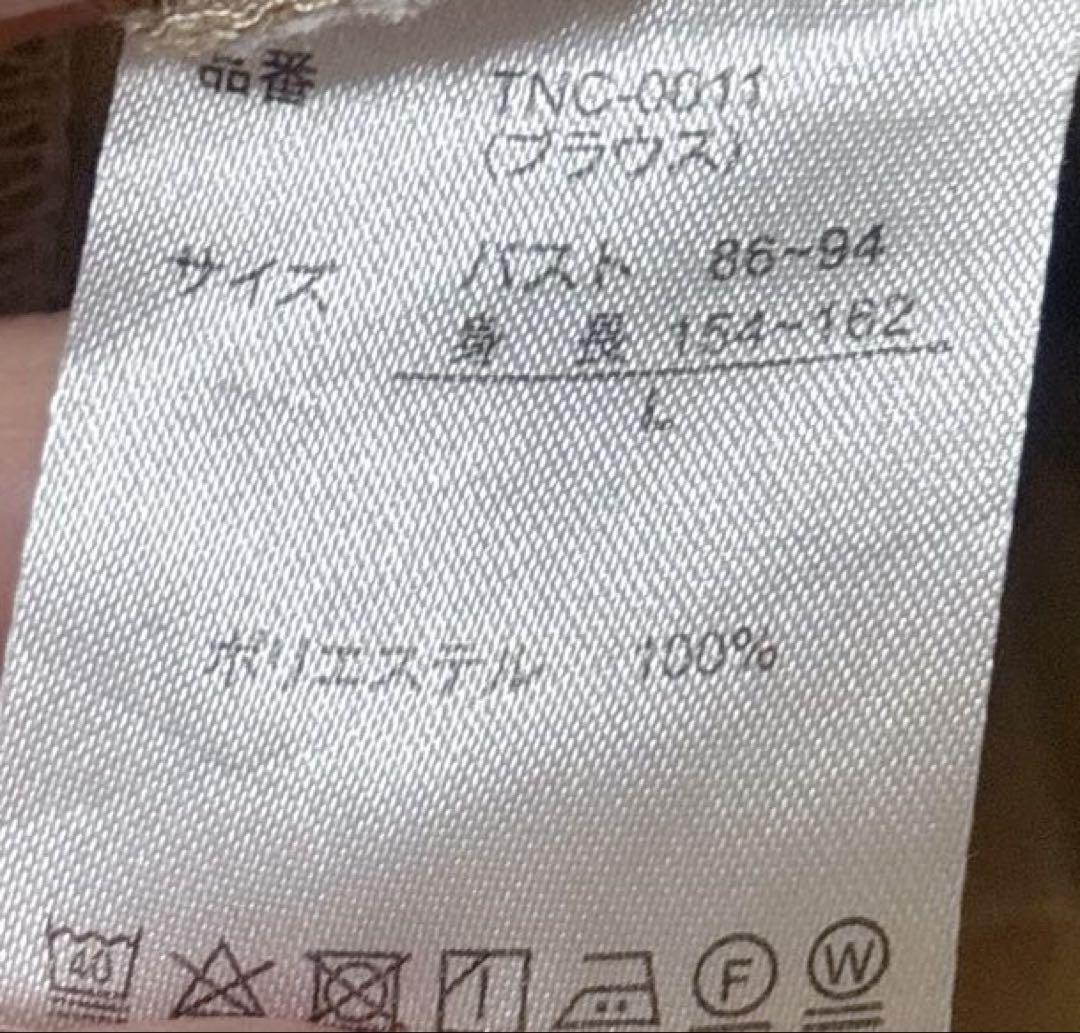 品番 TNC-0011
(ブラウス)
サイズ バスト 86~94
身長 154~162
L
ポリエステル 100%
40 F W